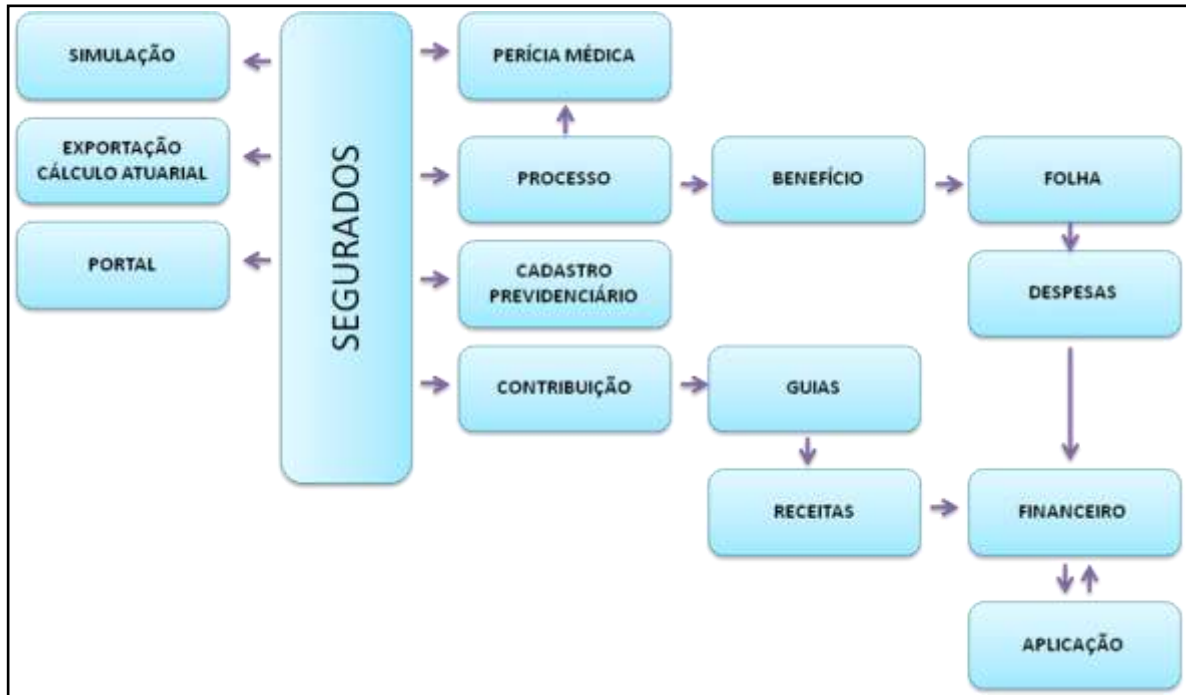 SIMULAÇÃO
EXPORTAÇÃO
CÁLCULO ATUARIAL
PORTAL
SEGURADOS
PERÍCIA MÉDICA
PROCESSO
BENEFÍCIO
FOLHA
CADASTRO
PREVIDENCIÁRIO
DESPESAS
CONTRIBUIÇÃO
GUIAS
RECEITAS
FINANCEIRO
APLICAÇÃO